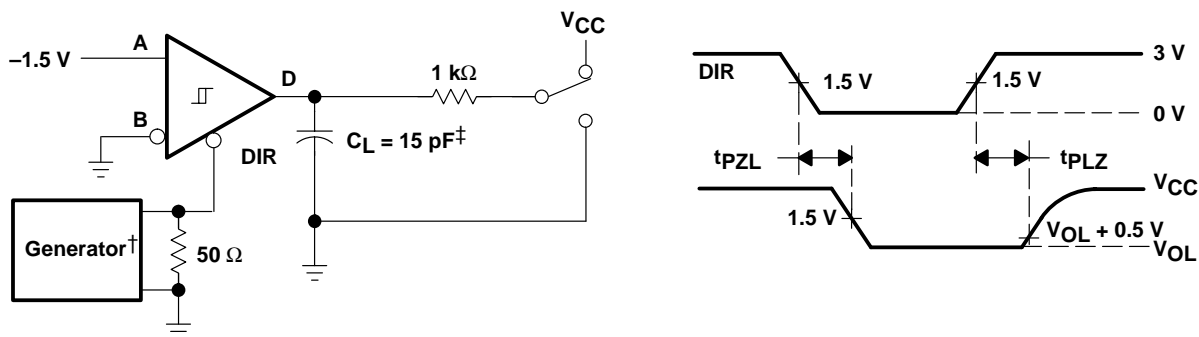 VCC
A
–1.5 V
1 kΩ
D
B
CL = 15 pF‡
DIR
Generator†
50 Ω
DIR
1.5 V
1.5 V
3 V
0 V
tPZL
tPLZ
VCC
1.5 V
VOL + 0.5 V
VOL